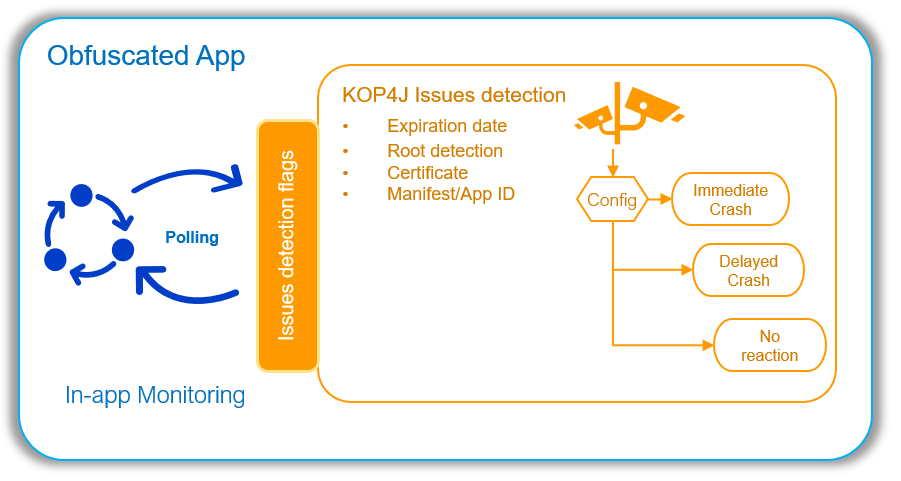 Obfuscated App
KOP4J Issues detection
• Expiration date
• Root detection
• Certificate
• Manifest/App ID
Issues detection flags
Polling
Config
Immediate
Crash
Delayed
Crash
No
reaction
In-app Monitoring